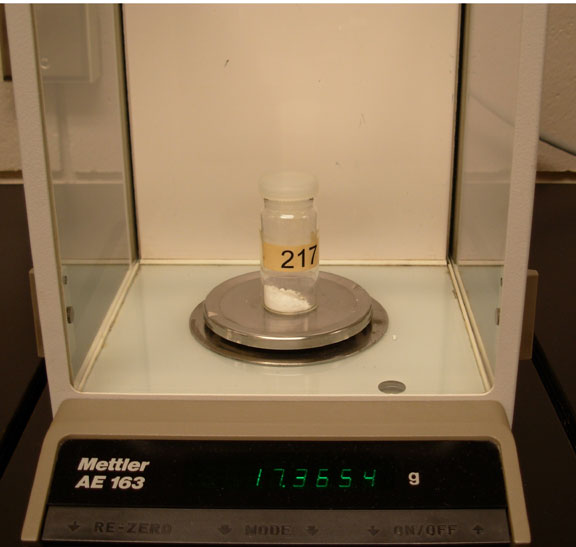 217
Mettler
AE 163
17.3654 g
RE-ZERO MODE ON/OFF